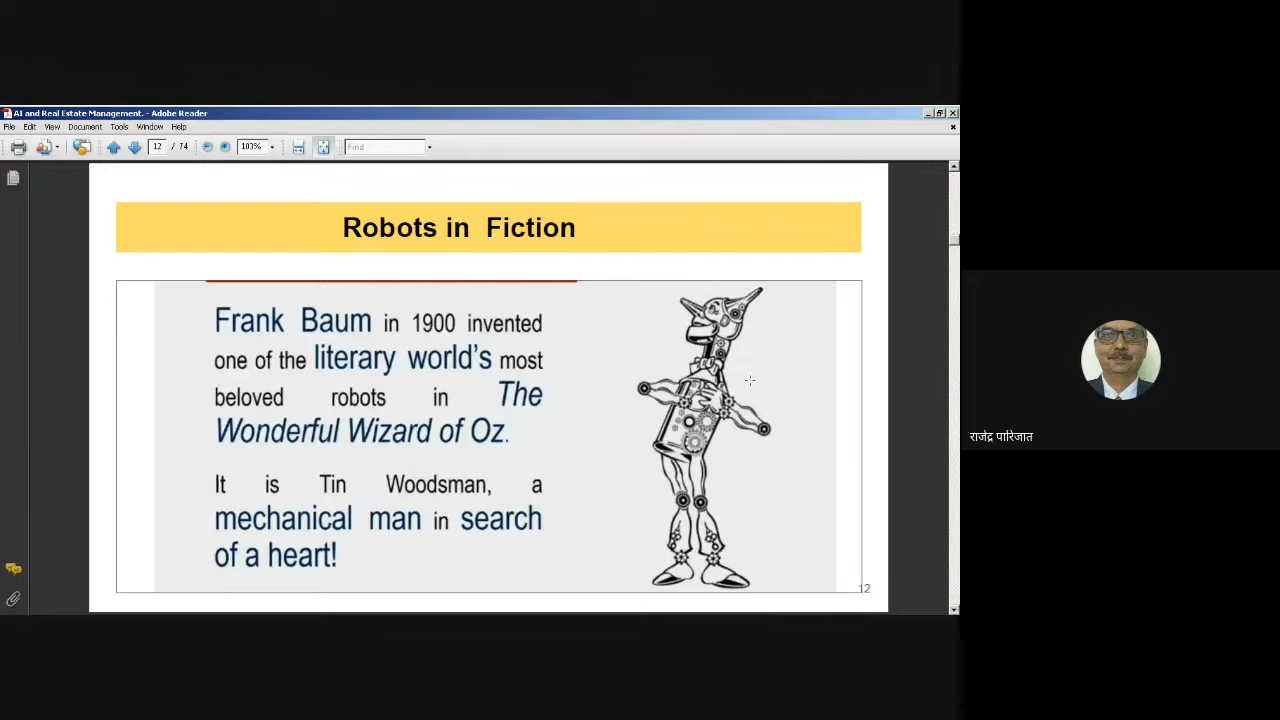 AI and Real Estate Management. - Adobe Reader
File Edit View Document Tools Window Help
12 / 74 103% Find
Robots in Fiction
Frank Baum in 1900 invented
one of the literary world's most
beloved robots in The
Wonderful Wizard of Oz.
It is Tin Woodsman, a
mechanical man in search
of a heart!
12
राजेंद्र पारिजात